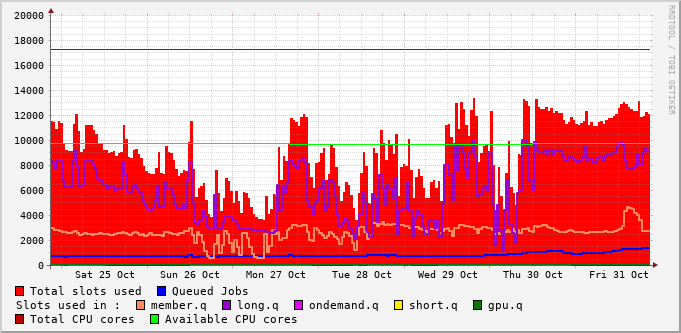 RRDTOOL / TOBI OETIKER
20000
18000
16000
14000
12000
10000
8000
6000
4000
2000
0
Sat 25 Oct Sun 26 Oct Mon 27 Oct Tue 28 Oct Wed 29 Oct Thu 30 Oct Fri 31 Oct
Total slots used Queued Jobs
Slots used in : member.q long.q ondemand.q short.q gpu.q
Total CPU cores Available CPU cores